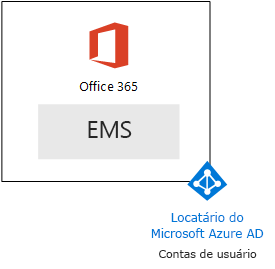 Office 365
EMS
Locatário do
Microsoft Azure AD
Contas de usuário